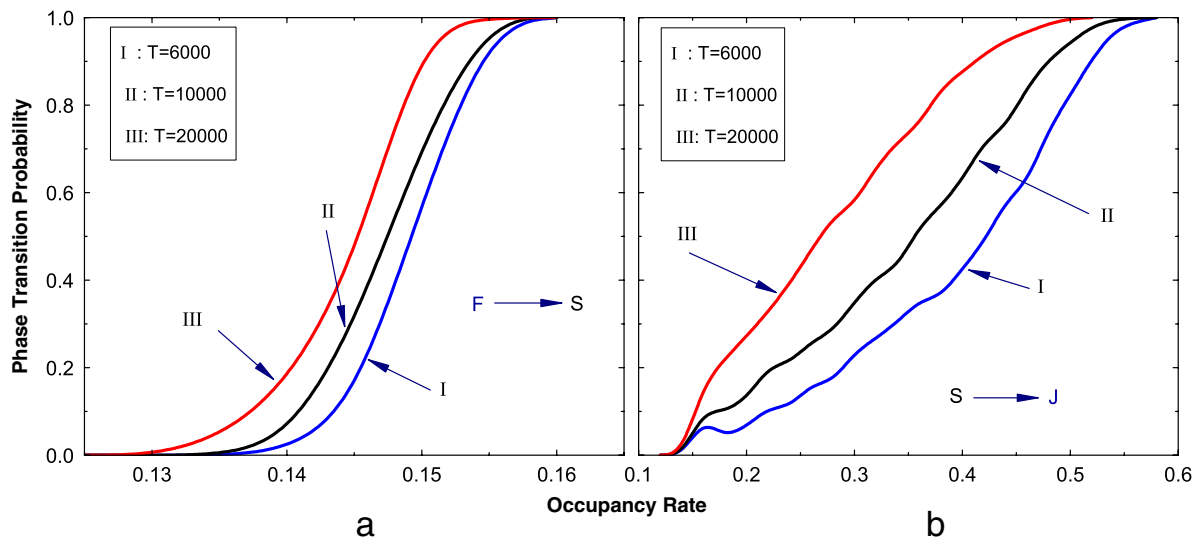 Phase Transition Probability
1.0
0.8
0.6
0.4
0.2
0.0
I : T=6000
II : T=10000
III: T=20000
II
III
I
F
S
0.13
0.14
0.15
0.16
I : T=6000
II : T=10000
III: T=20000
III
II
I
S
J
0.1
0.2
0.3
0.4
0.5
0.6
Occupancy Rate
a
b